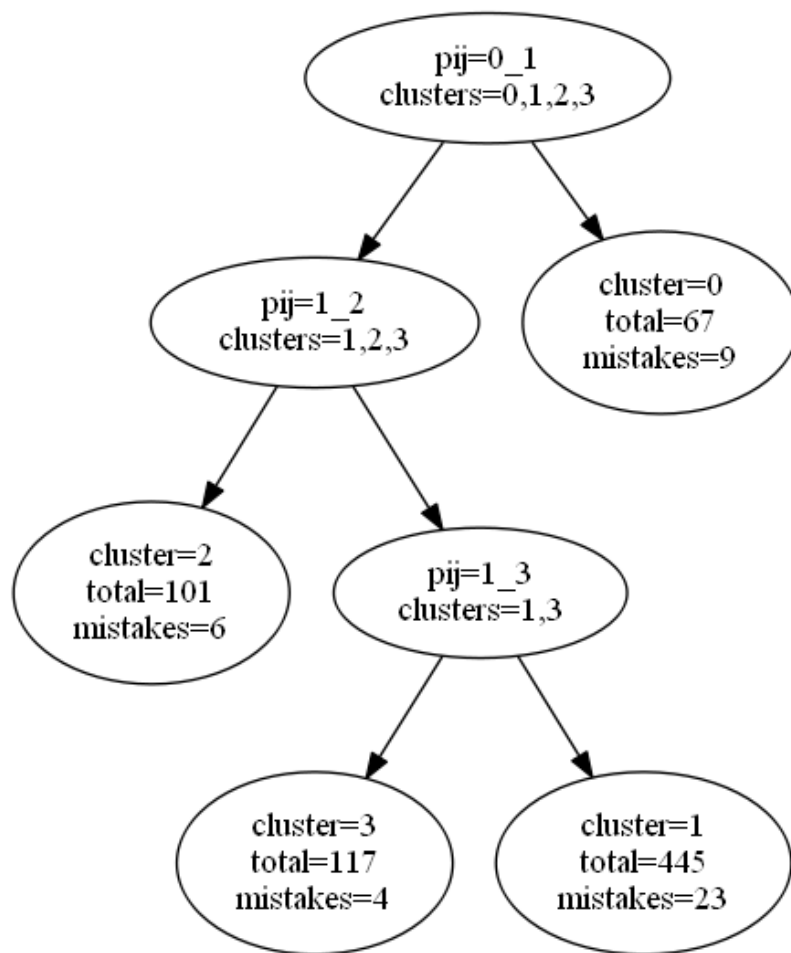 pij=0_1
clusters=0,1,2,3
pij=1_2
clusters=1,2,3
cluster=0
total=67
mistakes=9
cluster=2
total=101
mistakes=6
pij=1_3
clusters=1,3
cluster=3
total=117
mistakes=4
cluster=1
total=445
mistakes=23